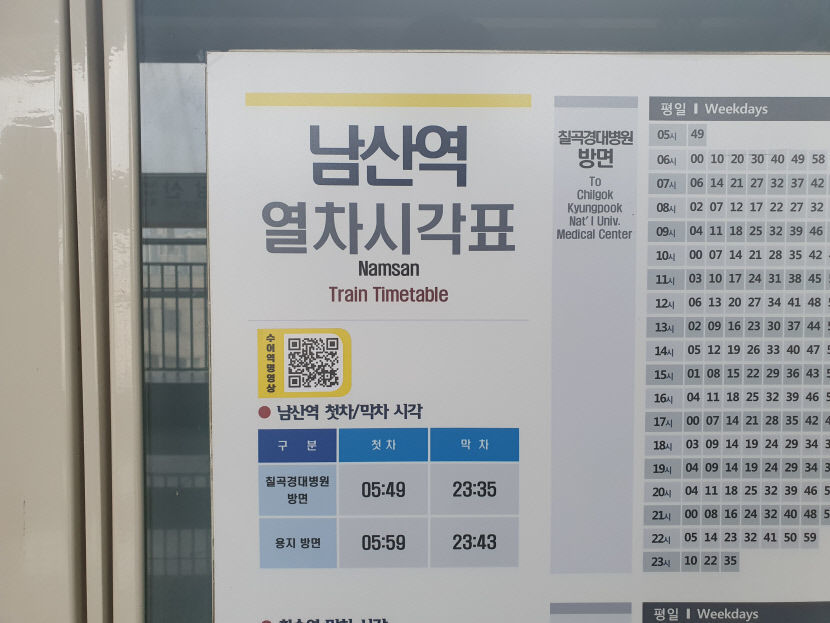 남산역
열차시각표
Namsan
Train Timetable
수어역명영상
남산역 첫차/막차 시각
구 분 첫 차 막 차
칠곡경대병원 방면 05:49 23:35
용지 방면 05:59 23:43
칠곡경대병원
방면
To
Chilgok
Kyungpook
Nat'l Univ.
Medical Center
평일 I Weekdays
05시 49
06시 00 10 20 30 40 49 58
07시 06 14 21 27 32 37 42
08시 02 07 12 17 22 27 32
09시 04 11 18 25 32 39 46
10시 00 07 14 21 28 35 42
11시 03 10 17 24 31 38 45
12시 06 13 20 27 34 41 48
13시 02 09 16 23 30 37 44
14시 05 12 19 26 33 40 47
15시 01 08 15 22 29 36 43
16시 04 11 18 25 32 39 46
17시 00 07 14 21 28 35 42
18시 03 09 14 19 24 29 34
19시 04 09 14 19 24 29 34
20시 04 11 18 25 32 39 46
21시 00 08 16 24 32 40 48
22시 05 14 23 32 41 50 59
23시 10 22 35
평일 I Weekdays